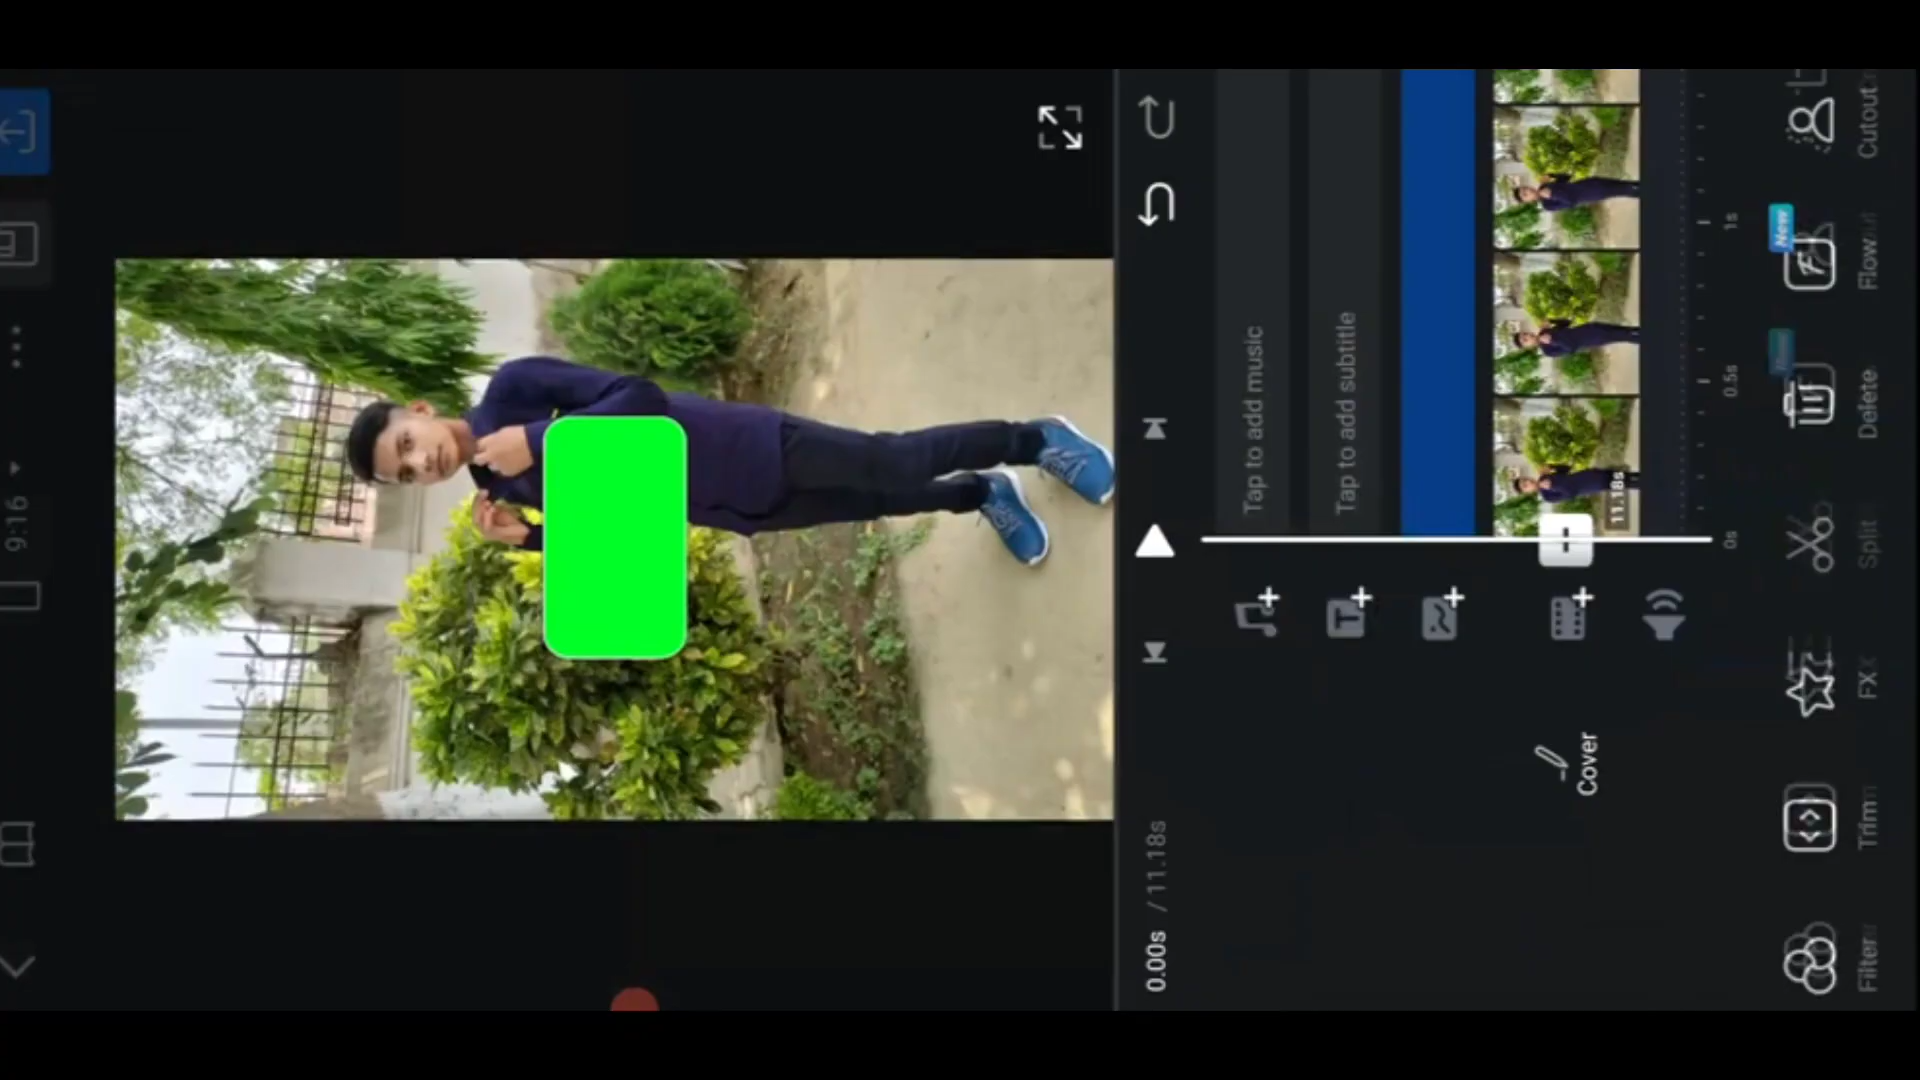 9:16
0.00s / 11.18s
Tap to add music
Tap to add subtitle
Cover
11.18s
0s
0.5s
1s
New
New
Filter
Trim
FX
Split
Delete
Flow
Cutout